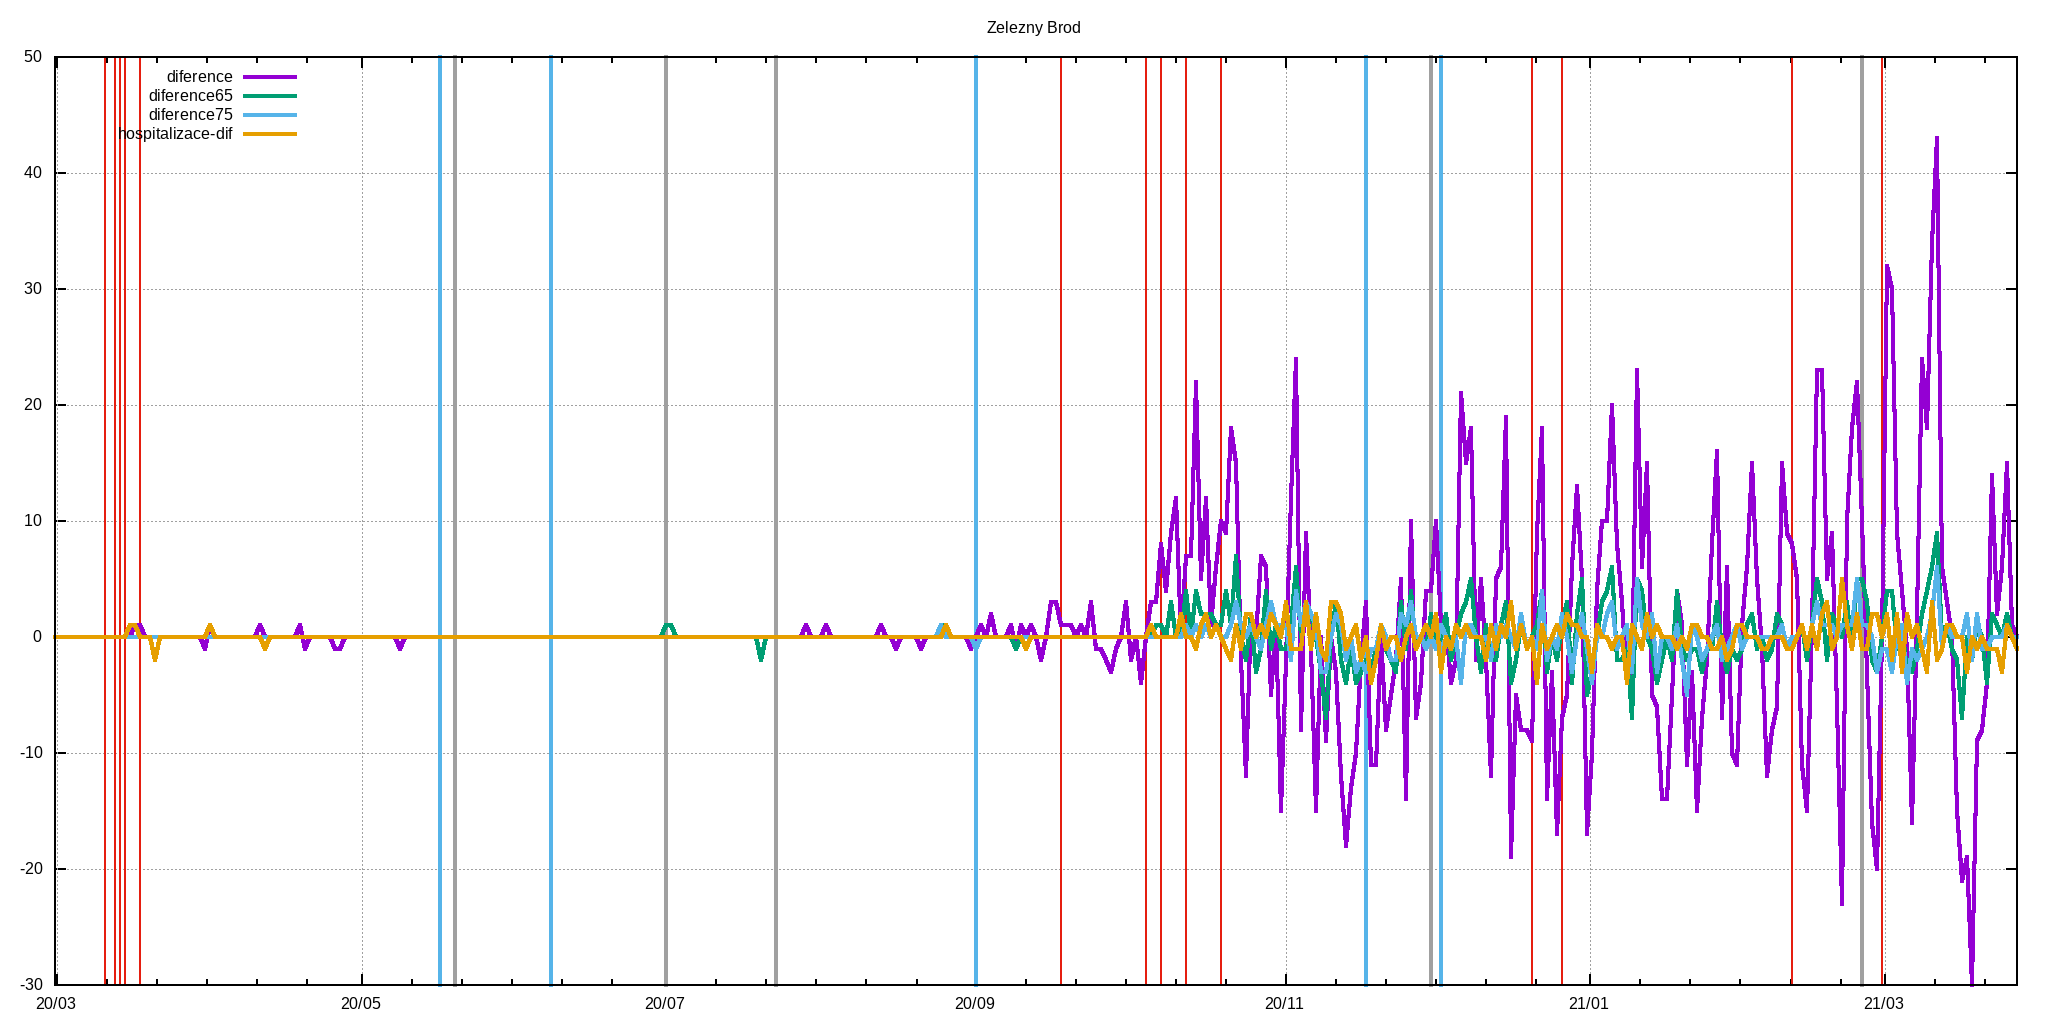 Zelezny Brod
50
diference
diference65
diference75
hospitalizace-dif
40
30
20
10
0
-10
-20
-30
20/03 20/05 20/07 20/09 20/11 21/01 21/03